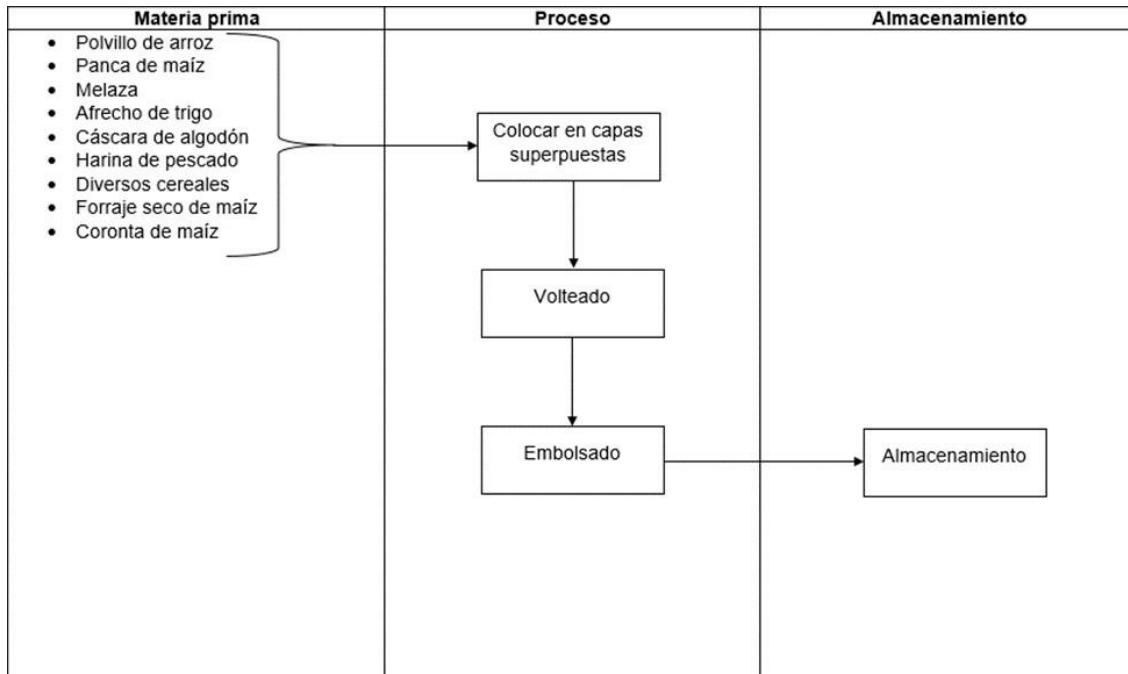 Materia prima
Proceso
Almacenamiento
• Polvillo de arroz
• Panca de maíz
• Melaza
• Afrecho de trigo
• Cáscara de algodón
• Harina de pescado
• Diversos cereales
• Forraje seco de maíz
• Coronta de maíz
Colocar en capas
superpuestas
Volteado
Embolsado
Almacenamiento